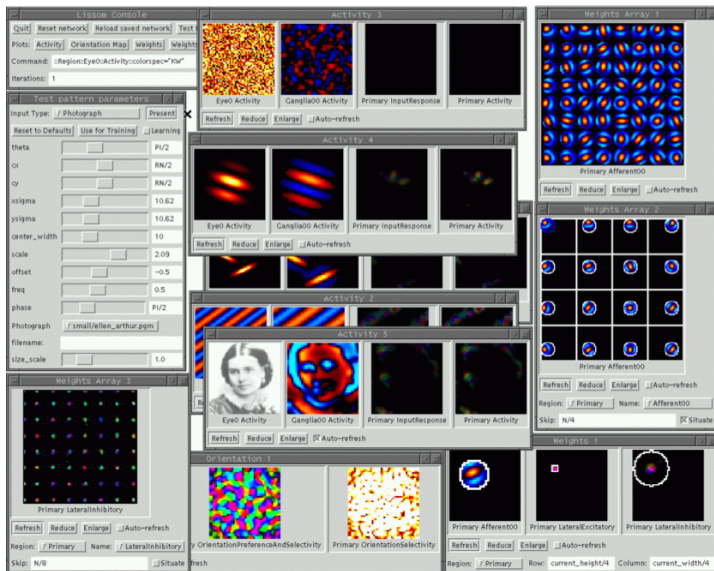 Lissom Console
Quit Reset network Reload saved network Test
Plots: Activity Orientation Map Weights Weights
Command: ::Region:Eye0:Activity:colorspec="KW"
Iterations: 1
Test pattern parameters
Input Type: / Photograph Present
Reset to Defaults Use for Training Learning
theta PI/2
cx RN/2
cy RN/2
xsigma 10.62
ysigma 10.62
center_width 10
scale 2.09
offset -0.5
freq 0.5
phase PI/2
Photograph / small/ellen_arthur.pgm
filename:
size_scale 1.0
Weights Array 3
Primary LateralInhibitory
Refresh Reduce Enlarge Auto-refresh
Region: / Primary Name: / LateralInhibitory
Skip: N/8 Situate
Activity 3
Eye0 Activity Ganglia00 Activity Primary InputResponse Primary Activity
Refresh Reduce Enlarge Auto-refresh
Activity 4
Eye0 Activity Ganglia00 Activity Primary InputResponse Primary Activity
Refresh Reduce Enlarge Auto-refresh
Activity 2
Activity 5
Eye0 Activity Ganglia00 Activity Primary InputResponse Primary Activity
Refresh Reduce Enlarge Auto-refresh
Orientation 1
Primary OrientationPreferenceAndSelectivity Primary OrientationSelectivity
fresh
Weights Array 1
Primary Afferent00
Refresh Reduce Enlarge Auto-refresh
Weights Array 2
Primary Afferent00
Refresh Reduce Enlarge Auto-refresh
Region: / Primary Name: / Afferent00
Skip: N/4 Situate
Weights 1
Primary Afferent00 Primary LateralExcitatory Primary LateralInhibitory
Refresh Reduce Enlarge Auto-refresh
Region: / Primary Row: current_height/4 Column: current_width/4